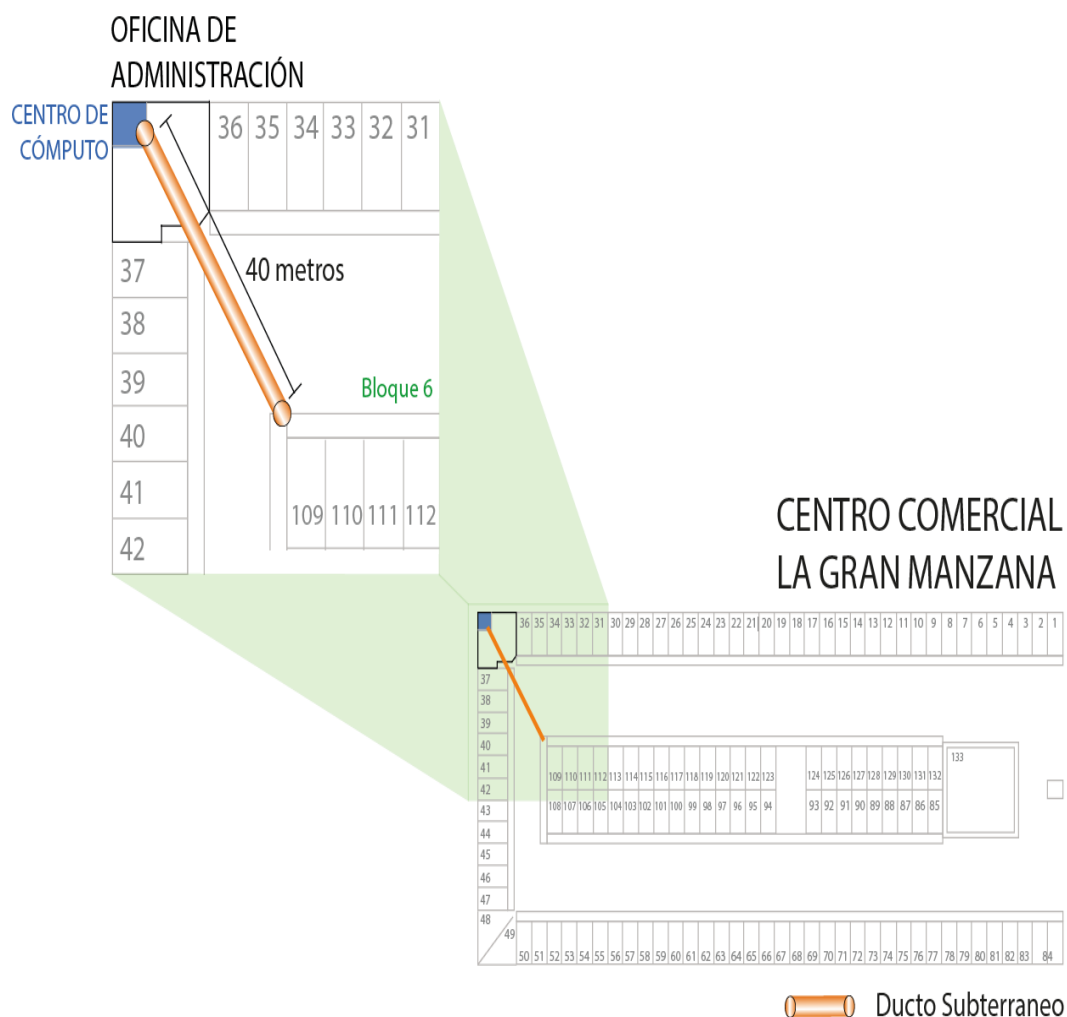 OFICINA DE
ADMINISTRACIÓN
CENTRO DE
CÓMPUTO
36 35 34 33 32 31
37
38
39
40
41
42
40 metros
Bloque 6
109 110 111 112
CENTRO COMERCIAL
LA GRAN MANZANA
36 35 34 33 32 31 30 29 28 27 26 25 24 23 22 21 20 19 18 17 16 15 14 13 12 11 10 9 8 7 6 5 4 3 2 1
37
38
39
40
41
42
43
44
45
46
47
48
49
109 110 111 112 113 114 115 116 117 118 119 120 121 122 123 124 125 126 127 128 129 130 131 132
133
108 107 106 105 104 103 102 101 100 99 98 97 96 95 94 93 92 91 90 89 88 87 86 85
50 51 52 53 54 55 56 57 58 59 60 61 62 63 64 65 66 67 68 69 70 71 72 73 74 75 76 77 78 79 80 81 82 83 84
Ducto Subterraneo